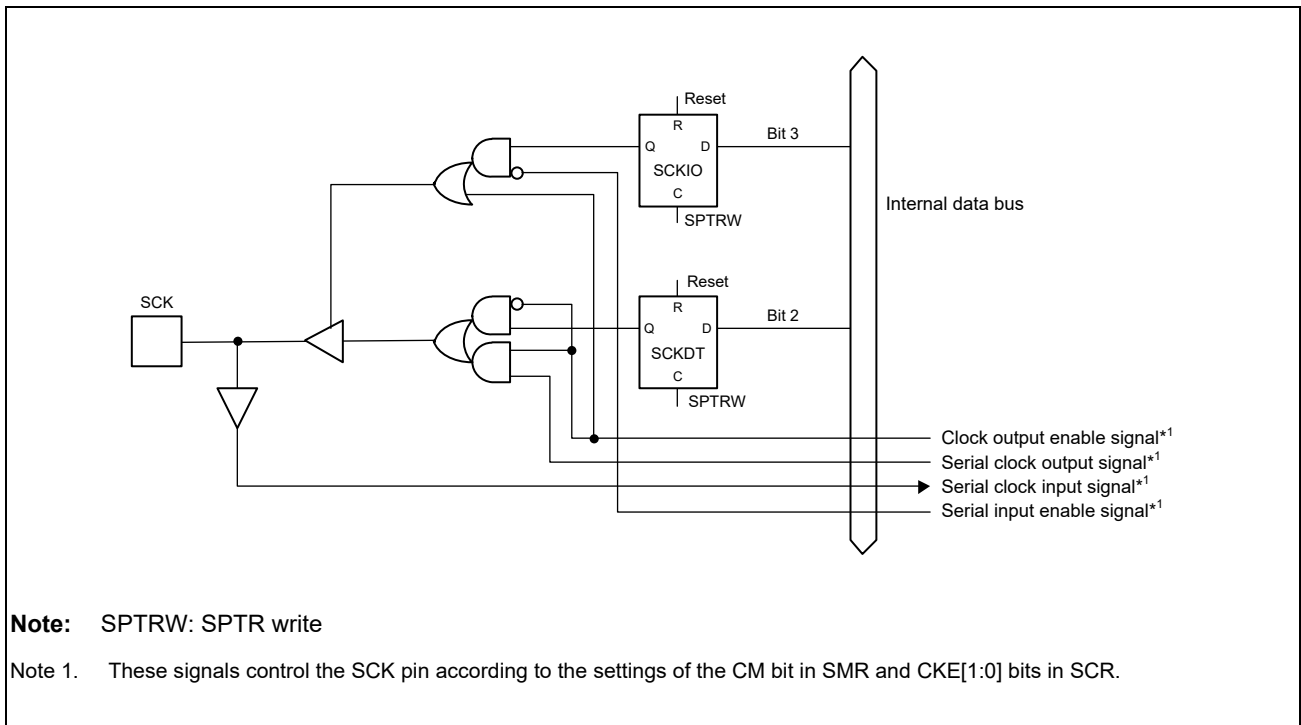 Reset
R
Bit 3
Q
D
SCKIO
C
SPTRW
Internal data bus
Reset
R
SCK
Bit 2
Q
D
SCKDT
C
SPTRW
Clock output enable signal*1
Serial clock output signal*1
Serial clock input signal*1
Serial input enable signal*1
Note: SPTRW: SPTR write
Note 1. These signals control the SCK pin according to the settings of the CM bit in SMR and CKE[1:0] bits in SCR.